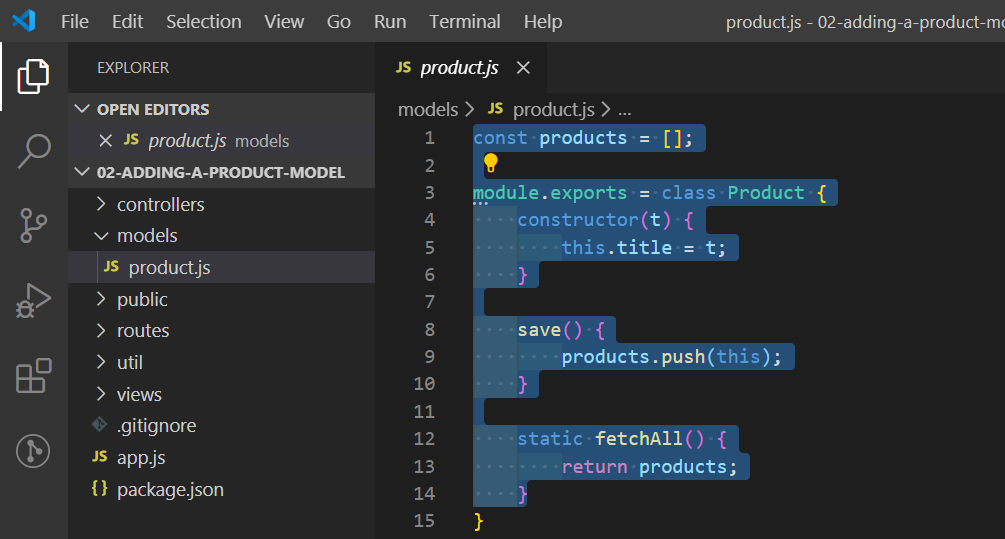 File Edit Selection View Go Run Terminal Help
product.js - 02-adding-a-product-mo
EXPLORER
OPEN EDITORS
JS product.js models
02-ADDING-A-PRODUCT-MODEL
controllers
models
JS product.js
public
routes
util
views
.gitignore
JS app.js
{} package.json
JS product.js
models > JS product.js > ...
1 const products = [];
2
3 module.exports = class Product {
4     constructor(t) {
5         this.title = t;
6     }
7
8     save() {
9         products.push(this);
10     }
11
12     static fetchAll() {
13         return products;
14     }
15 }